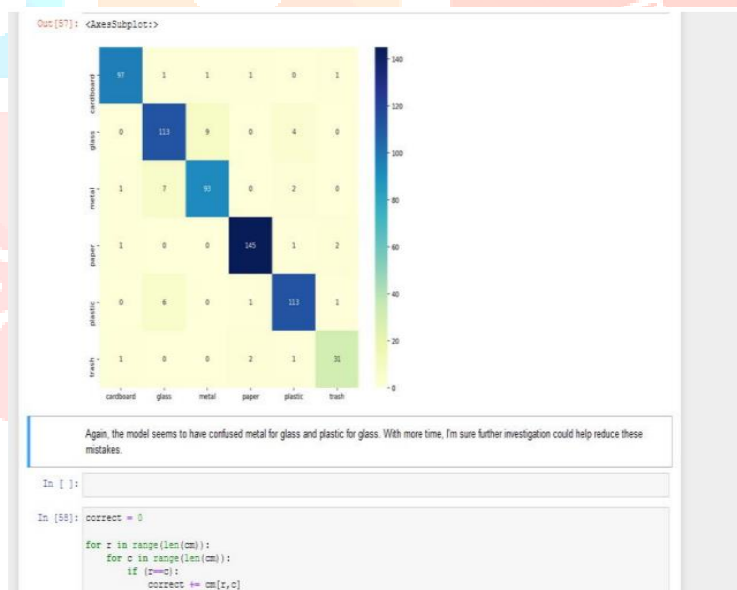 Out[57]: <AxesSubplot:>
cardboard 97 1 1 1 0 1
glass 0 113 9 0 4 0
metal 1 7 93 0 2 0
paper 1 0 0 145 1 2
plastic 0 6 0 1 113 1
trash 1 0 0 2 1 31
cardboard glass metal paper plastic trash
140
120
100
80
60
40
20
0
Again, the model seems to have confused metal for glass and plastic for glass. With more time, I'm sure further investigation could help reduce these
mistakes.
In [ ]:
In [58]: correct = 0
for r in range(len(cm)):
for c in range(len(cm)):
if (r==c):
correct += cm[r,c]